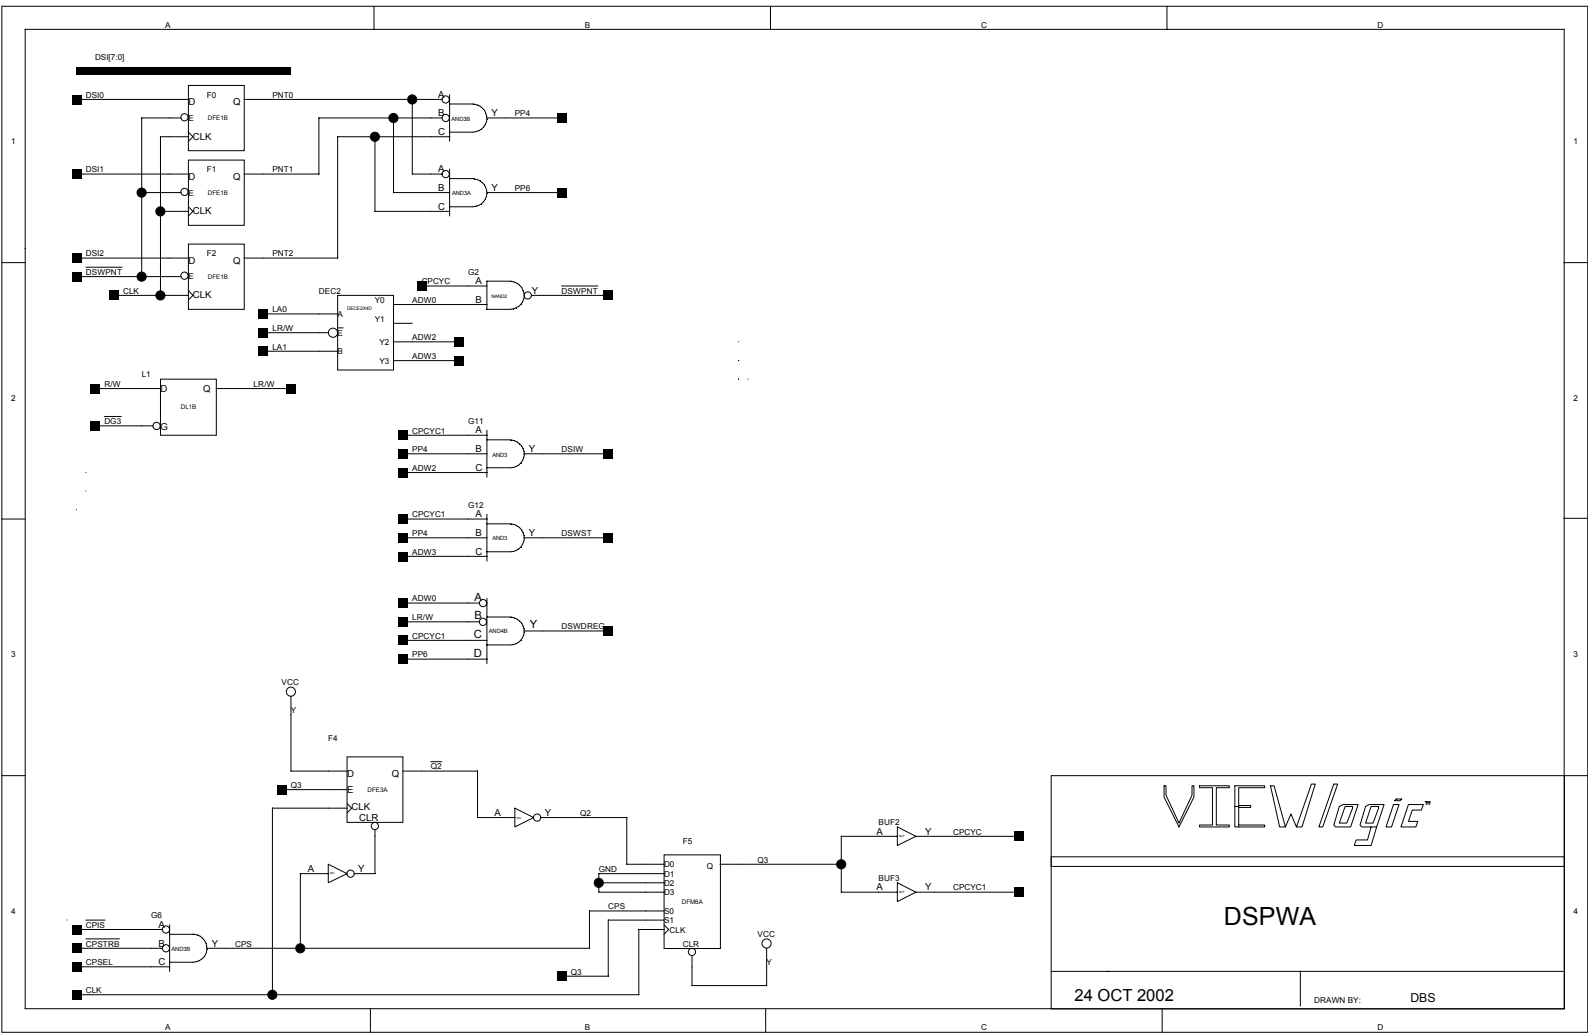 A B C D
DSI[7:0]
DSI0 D F0 Q PNT0
E DFE1B
CLK
A
B AND3B Y PP4
C
1 1
DSI1 D F1 Q PNT1
E DFE1B
CLK
A
B AND3A Y PP6
C
DSI2 D F2 Q PNT2
DSWPNT E DFE1B
CLK CLK
G2
CPCYC A
ADW0 B NAND2 Y DSWPNT
DEC2
DECE2X4D
LA0 A Y0
Y1
LR/W E
Y2 ADW2
LA1 B Y3 ADW3
L1
R/W D Q LR/W
DL1B
DG3 G
2 2
G11
CPCYC1 A
PP4 B AND3 Y DSIW
ADW2 C
G12
CPCYC1 A
PP4 B AND3 Y DSWST
ADW3 C
ADW0 A
LR/W B AND4B Y DSWDREG
CPCYC1 C
PP6 D
3 3
VCC
Y
F4
D Q Q2
Q3 E DFE3A
CLK
CLR
A Y Q2
A Y
F5
GND D0 Q Q3
D1
D2
D3 DFM6A
CPS S0
S1
CLK
CLR
VCC
Y
BUF2
A Y CPCYC
BUF3
A Y CPCYC1
G6
CPIS A
CPSTRB B AND3B Y CPS
CPSEL C
Q3
CLK
4 4
VIEWlogic
DSPWA
24 OCT 2002 DRAWN BY: DBS
A B C D